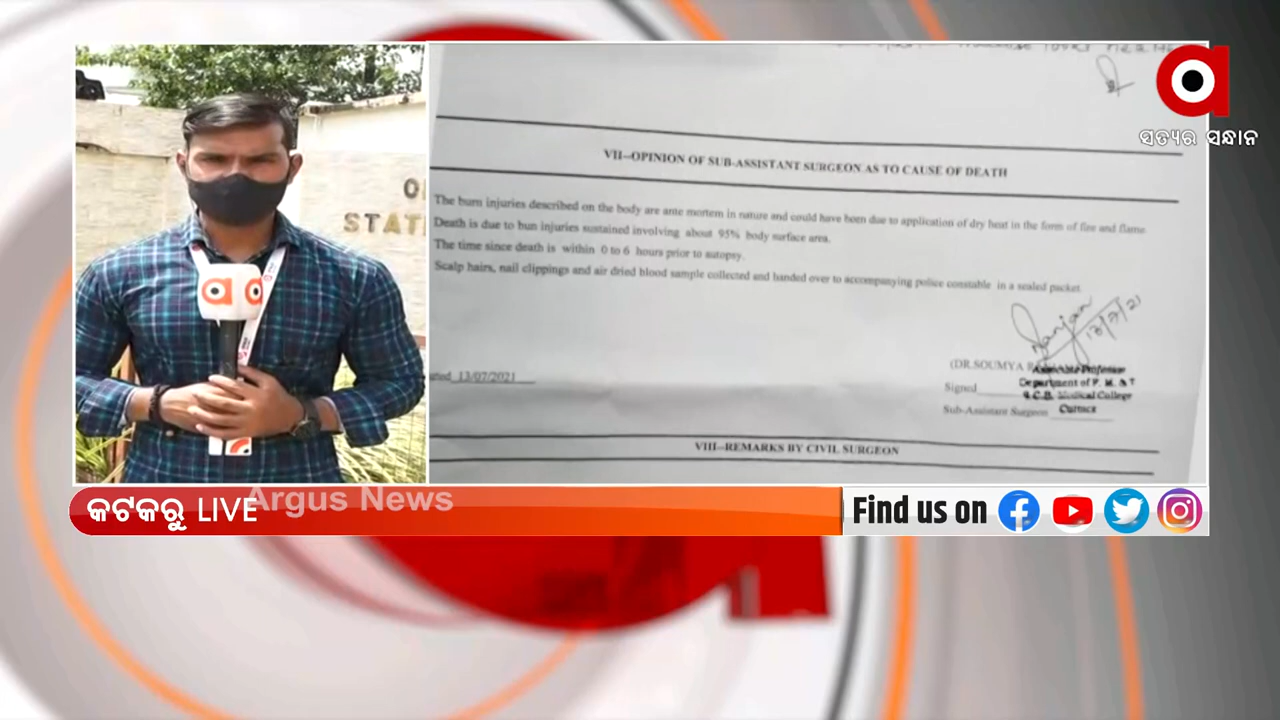 ସତ୍ୟର ସନ୍ଧାନ
STAT
VII--OPINION OF SUB-ASSISTANT SURGEON AS TO CAUSE OF DEATH
The burn injuries described on the body are ante mortem in nature and could have been due to application of dry heat in the form of fire and flame
Death is due to bun injuries sustained involving about 95% body surface area.
The time since death is within 0 to 6 hours prior to autopsy.
Scalp hairs, nail clippings and air dried blood sample collected and handed over to accompanying police constable in a sealed packet
13/7/21
(DR.SOUMYA
Associate Professor
13/07/2021
Signed
Department of F. M. & T
S.C.B. Medical College
Sub-Assistant Surgeon
Cuttack
VIII--REMARKS BY CIVIL SURGEON
କଟକରୁ LIVE
Argus News
Find us on